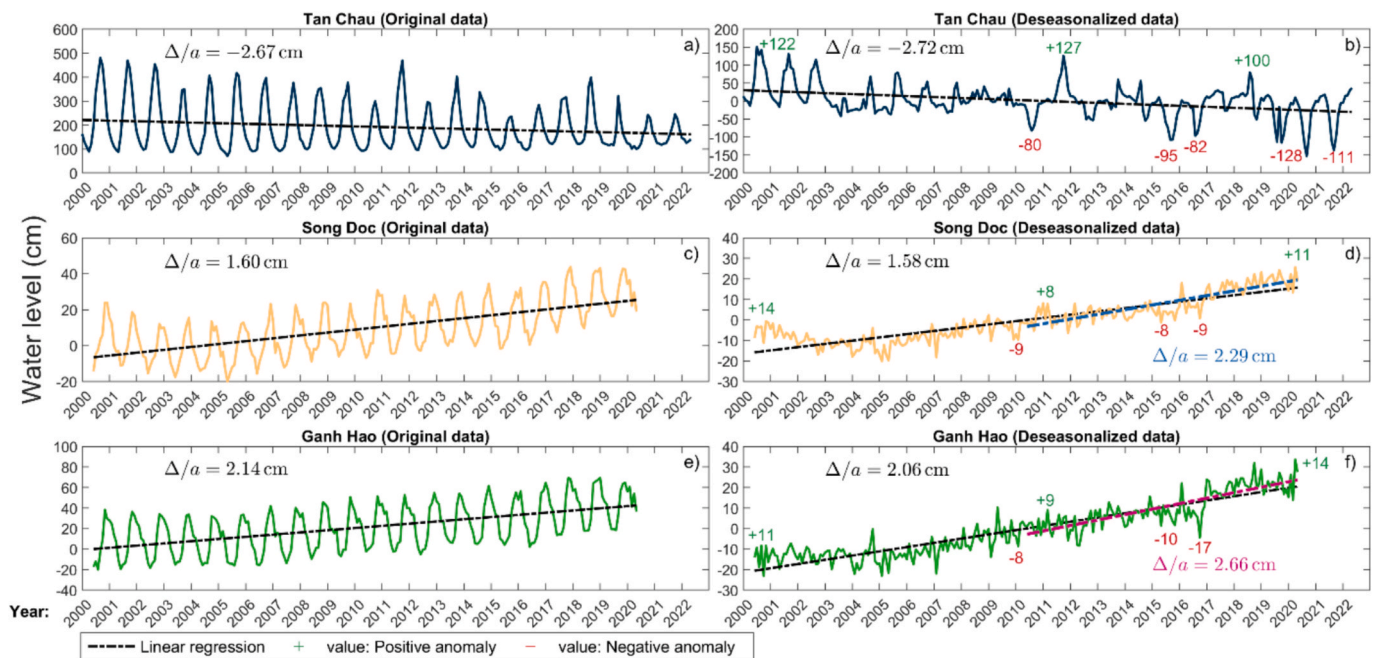 Tan Chau (Original data)
600
500
400
300
200
100
0
Δ/a = −2.67 cm
a)
2000 2001 2002 2003 2004 2005 2006 2007 2008 2009 2010 2011 2012 2013 2014 2015 2016 2017 2018 2019 2020 2021 2022
Tan Chau (Deseasonalized data)
200
150
100
50
0
-50
-100
-150
-200
+122
Δ/a = −2.72 cm
+127
+100
b)
-80
-95
-82
-128
-111
2000 2001 2002 2003 2004 2005 2006 2007 2008 2009 2010 2011 2012 2013 2014 2015 2016 2017 2018 2019 2020 2021 2022
Water level (cm)
Song Doc (Original data)
60
40
20
0
-20
Δ/a = 1.60 cm
c)
2000 2001 2002 2003 2004 2005 2006 2007 2008 2009 2010 2011 2012 2013 2014 2015 2016 2017 2018 2019 2020 2021 2022
Song Doc (Deseasonalized data)
40
30
20
10
0
-10
-20
-30
+14
Δ/a = 1.58 cm
+8
+11
d)
-9
-8
-9
Δ/a = 2.29 cm
2000 2001 2002 2003 2004 2005 2006 2007 2008 2009 2010 2011 2012 2013 2014 2015 2016 2017 2018 2019 2020 2021 2022
Ganh Hao (Original data)
100
80
60
40
20
0
-20
-40
Δ/a = 2.14 cm
e)
2000 2001 2002 2003 2004 2005 2006 2007 2008 2009 2010 2011 2012 2013 2014 2015 2016 2017 2018 2019 2020 2021 2022
Ganh Hao (Deseasonalized data)
40
30
20
10
0
-10
-20
-30
+11
Δ/a = 2.06 cm
+9
+14
f)
-8
-10
-17
Δ/a = 2.66 cm
2000 2001 2002 2003 2004 2005 2006 2007 2008 2009 2010 2011 2012 2013 2014 2015 2016 2017 2018 2019 2020 2021 2022
Year:
Linear regression + value: Positive anomaly − value: Negative anomaly